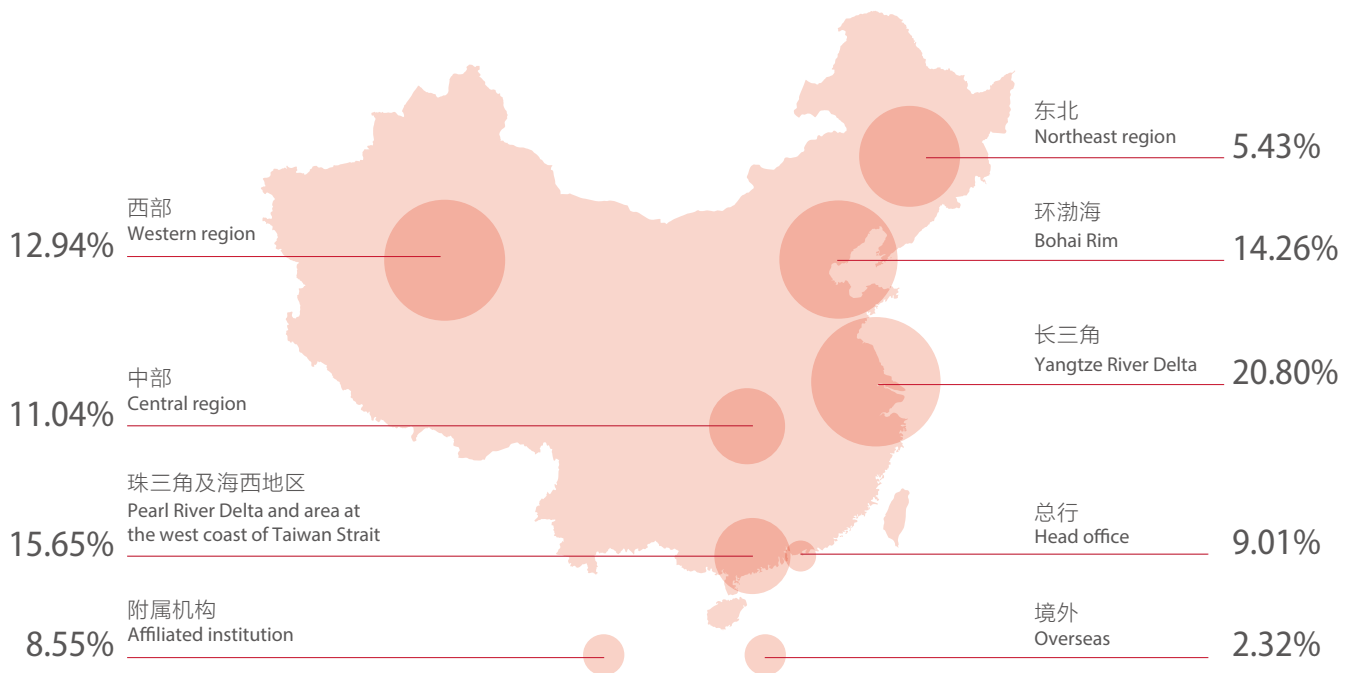 西部
Western region
12.94%
中部
Central region
11.04%
珠三角及海西地区
Pearl River Delta and area at
the west coast of Taiwan Strait
15.65%
附属机构
Affiliated institution
8.55%
东北
Northeast region
5.43%
环渤海
Bohai Rim
14.26%
长三角
Yangtze River Delta
20.80%
总行
Head office
9.01%
境外
Overseas
2.32%